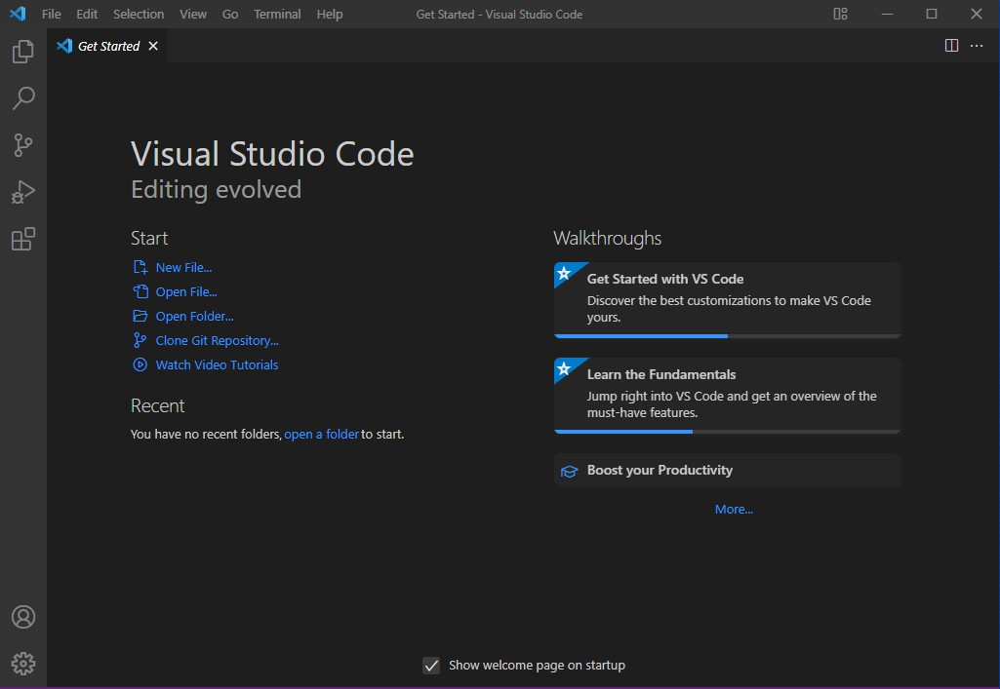 File Edit Selection View Go Terminal Help Get Started - Visual Studio Code
Get Started
Visual Studio Code
Editing evolved
Start
New File...
Open File...
Open Folder...
Clone Git Repository...
Watch Video Tutorials
Recent
You have no recent folders, open a folder to start.
Walkthroughs
Get Started with VS Code
Discover the best customizations to make VS Code
yours.
Learn the Fundamentals
Jump right into VS Code and get an overview of the
must-have features.
Boost your Productivity
More...
Show welcome page on startup